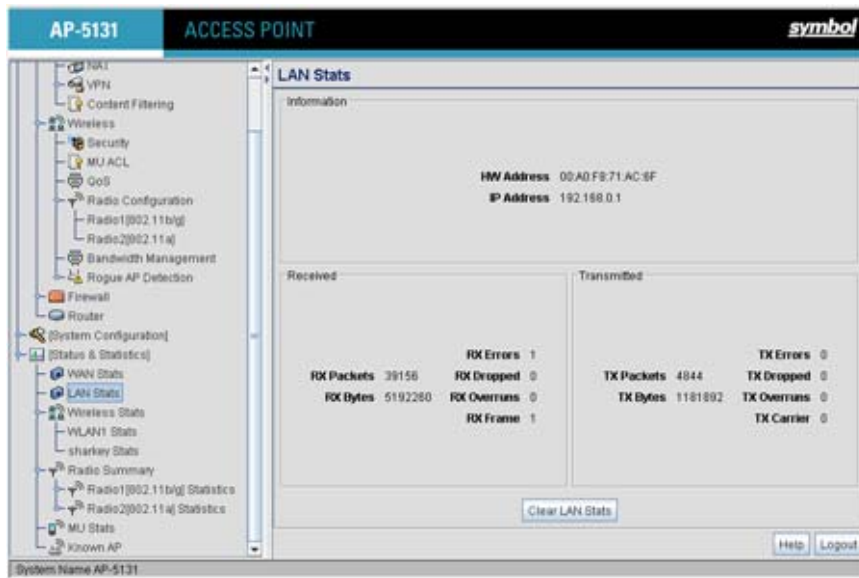 AP-5131 ACCESS POINT symbol
NAT
VPN
Content Filtering
Wireless
Security
MU ACL
QoS
Radio Configuration
Radio1[802.11b/g]
Radio2[802.11a]
Bandwidth Management
Rogue AP Detection
Firewall
Router
[System Configuration]
[Status & Statistics]
WAN Stats
LAN Stats
Wireless Stats
WLAN1 Stats
sharkey Stats
Radio Summary
Radio1[802.11b/g] Statistics
Radio2[802.11a] Statistics
MU Stats
Known AP
LAN Stats
Information
HW Address 00:A0:F8:71:AC:6F
IP Address 192.168.0.1
Received
RX Errors 1
RX Packets 39156 RX Dropped 0
RX Bytes 5192260 RX Overruns 0
RX Frame 1
Transmitted
TX Errors 0
TX Packets 4844 TX Dropped 0
TX Bytes 1181892 TX Overruns 0
TX Carrier 0
Clear LAN Stats
Help Logout
System Name AP-5131